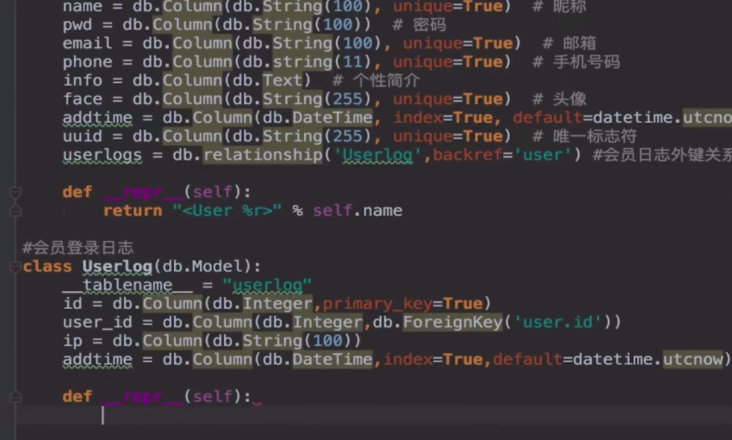 name = db.Column(db.String(100), unique=True)  # 昵称
pwd = db.Column(db.String(100))  # 密码
email = db.Column(db.String(100), unique=True)  # 邮箱
phone = db.Column(db.string(11), unique=True)  # 手机号码
info = db.Column(db.Text)  # 个性简介
face = db.Column(db.String(255), unique=True)  # 头像
addtime = db.Column(db.DateTime, index=True, default=datetime.utcnow
uuid = db.Column(db.String(255), unique=True)  # 唯一标志符
userlogs = db.relationship('Userlog',backref='user') #会员日志外键关系
def __repr__(self):
return "<User %r>" % self.name
#会员登录日志
class Userlog(db.Model):
__tablename__ = "userlog"
id = db.Column(db.Integer,primary_key=True)
user_id = db.Column(db.Integer,db.ForeignKey('user.id'))
ip = db.Column(db.String(100))
addtime = db.Column(db.DateTime,index=True,default=datetime.utcnow)
def __repr__(self):